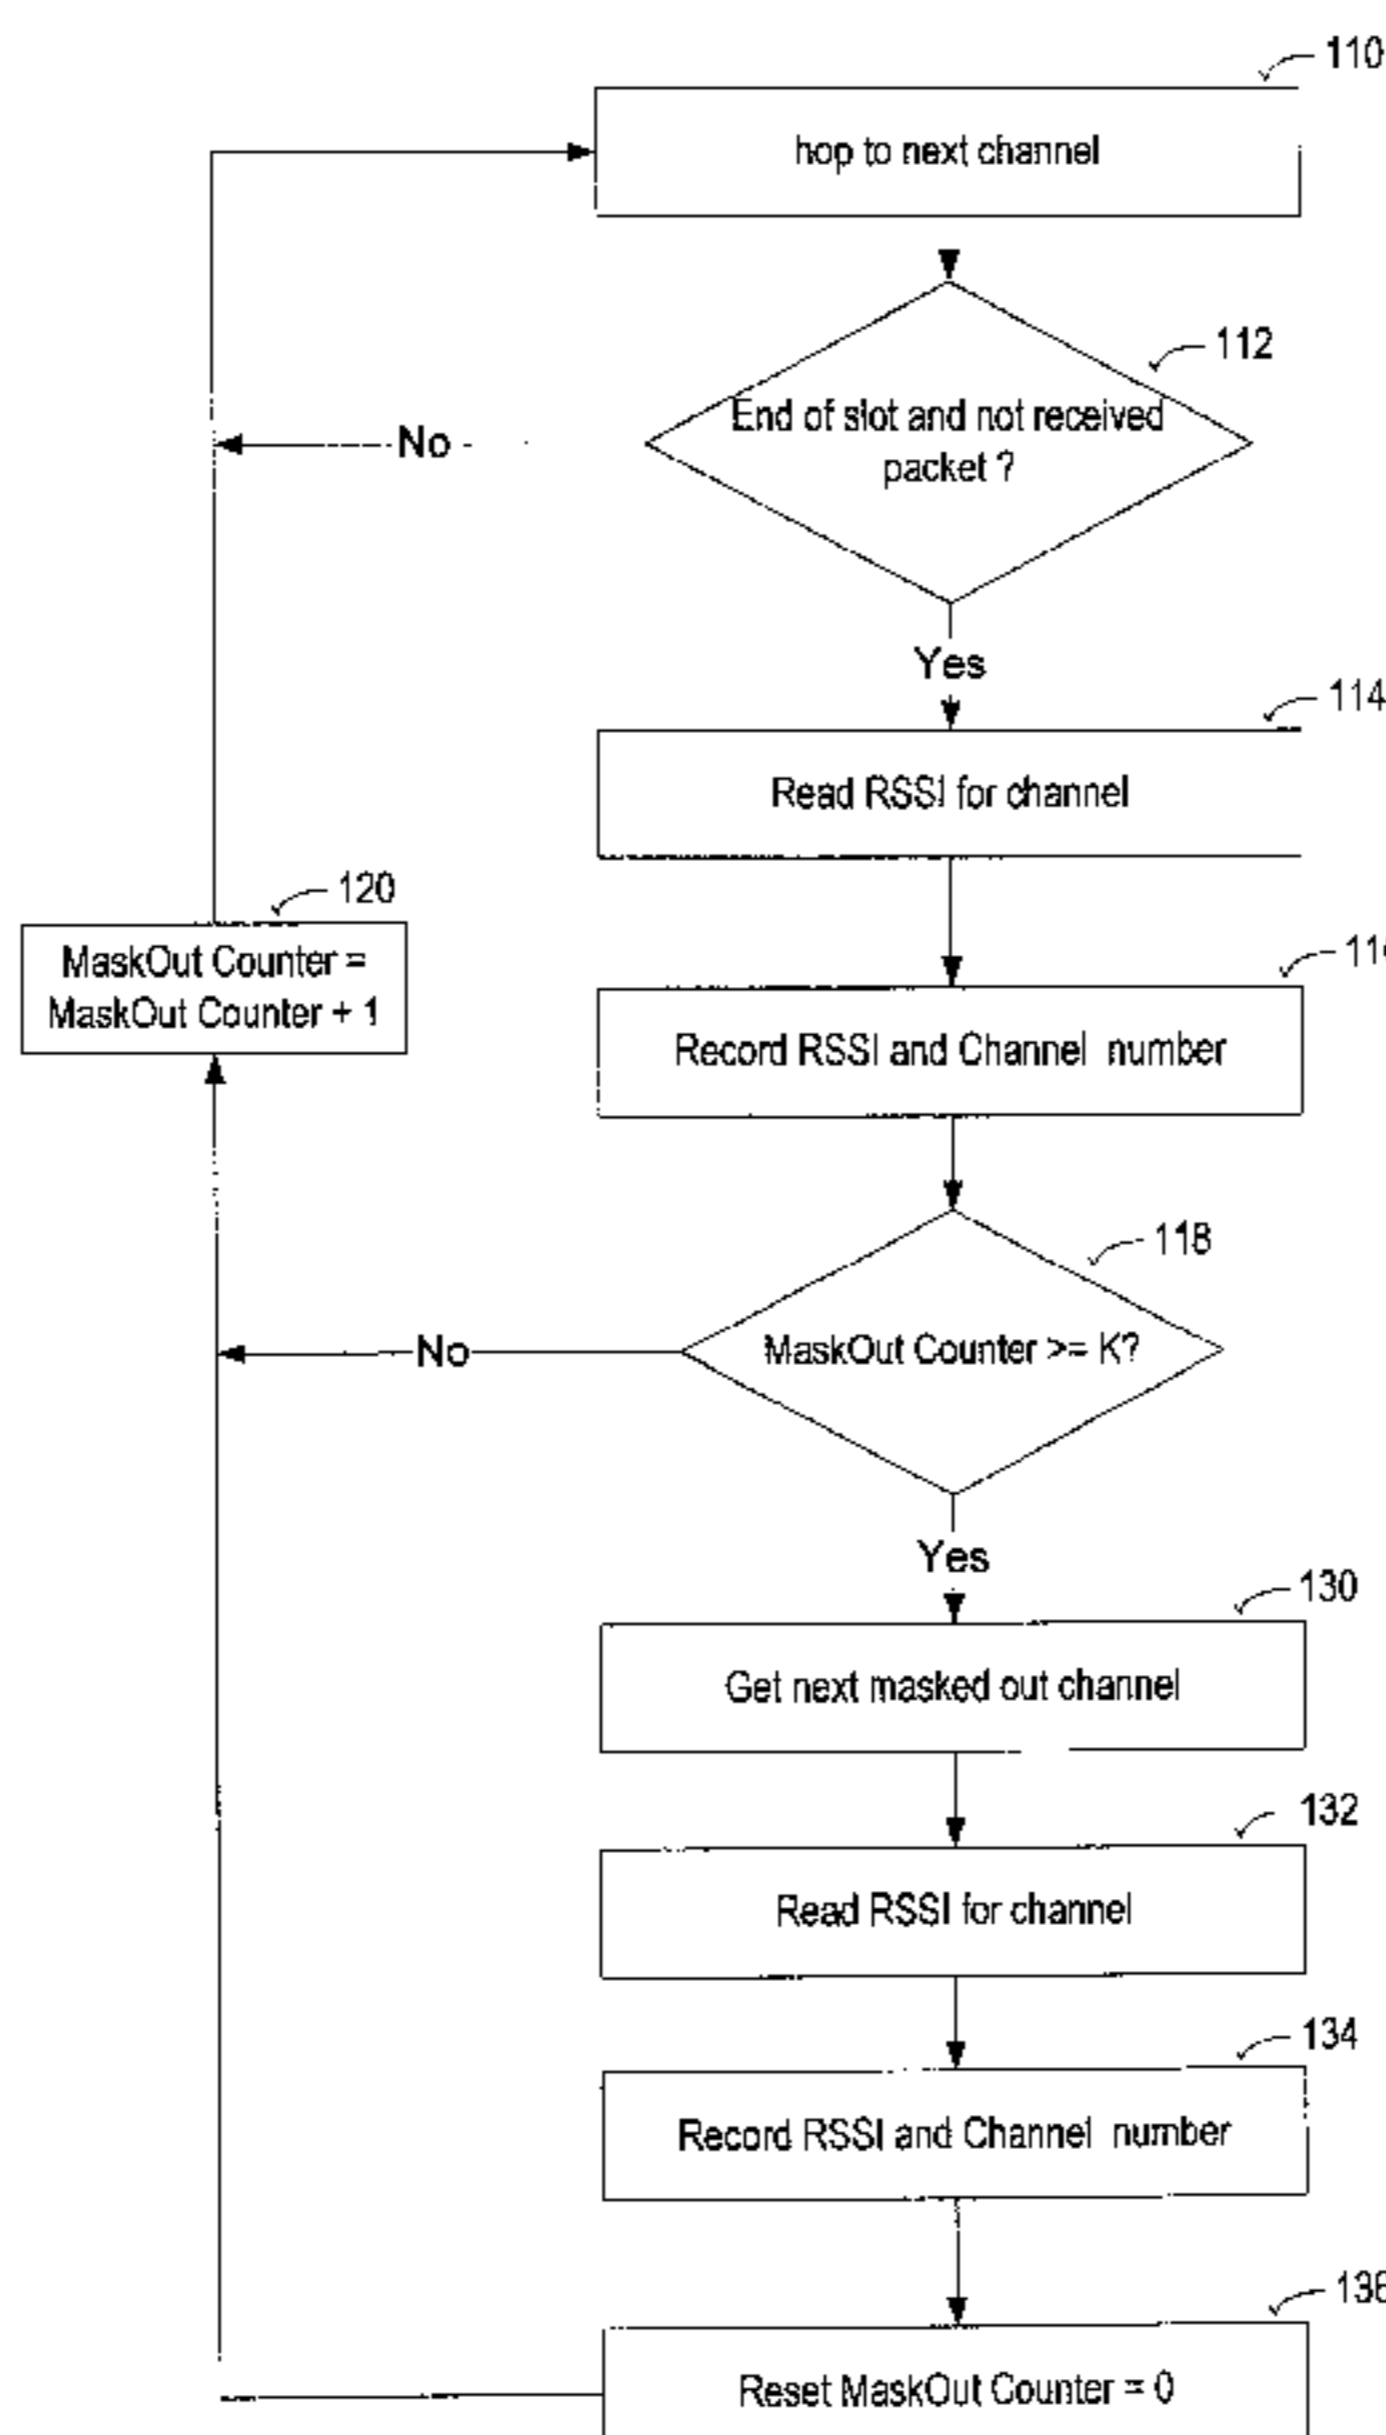 110
hop to next channel
112
End of slot and not received
packet ?
No
Yes
114
Read RSSI for channel
120
MaskOut Counter =
MaskOut Counter + 1
Record RSSI and Channel number
118
MaskOut Counter >= K?
No
Yes
130
Get next masked out channel
132
Read RSSI for channel
134
Record RSSI and Channel number
Reset MaskOut Counter = 0